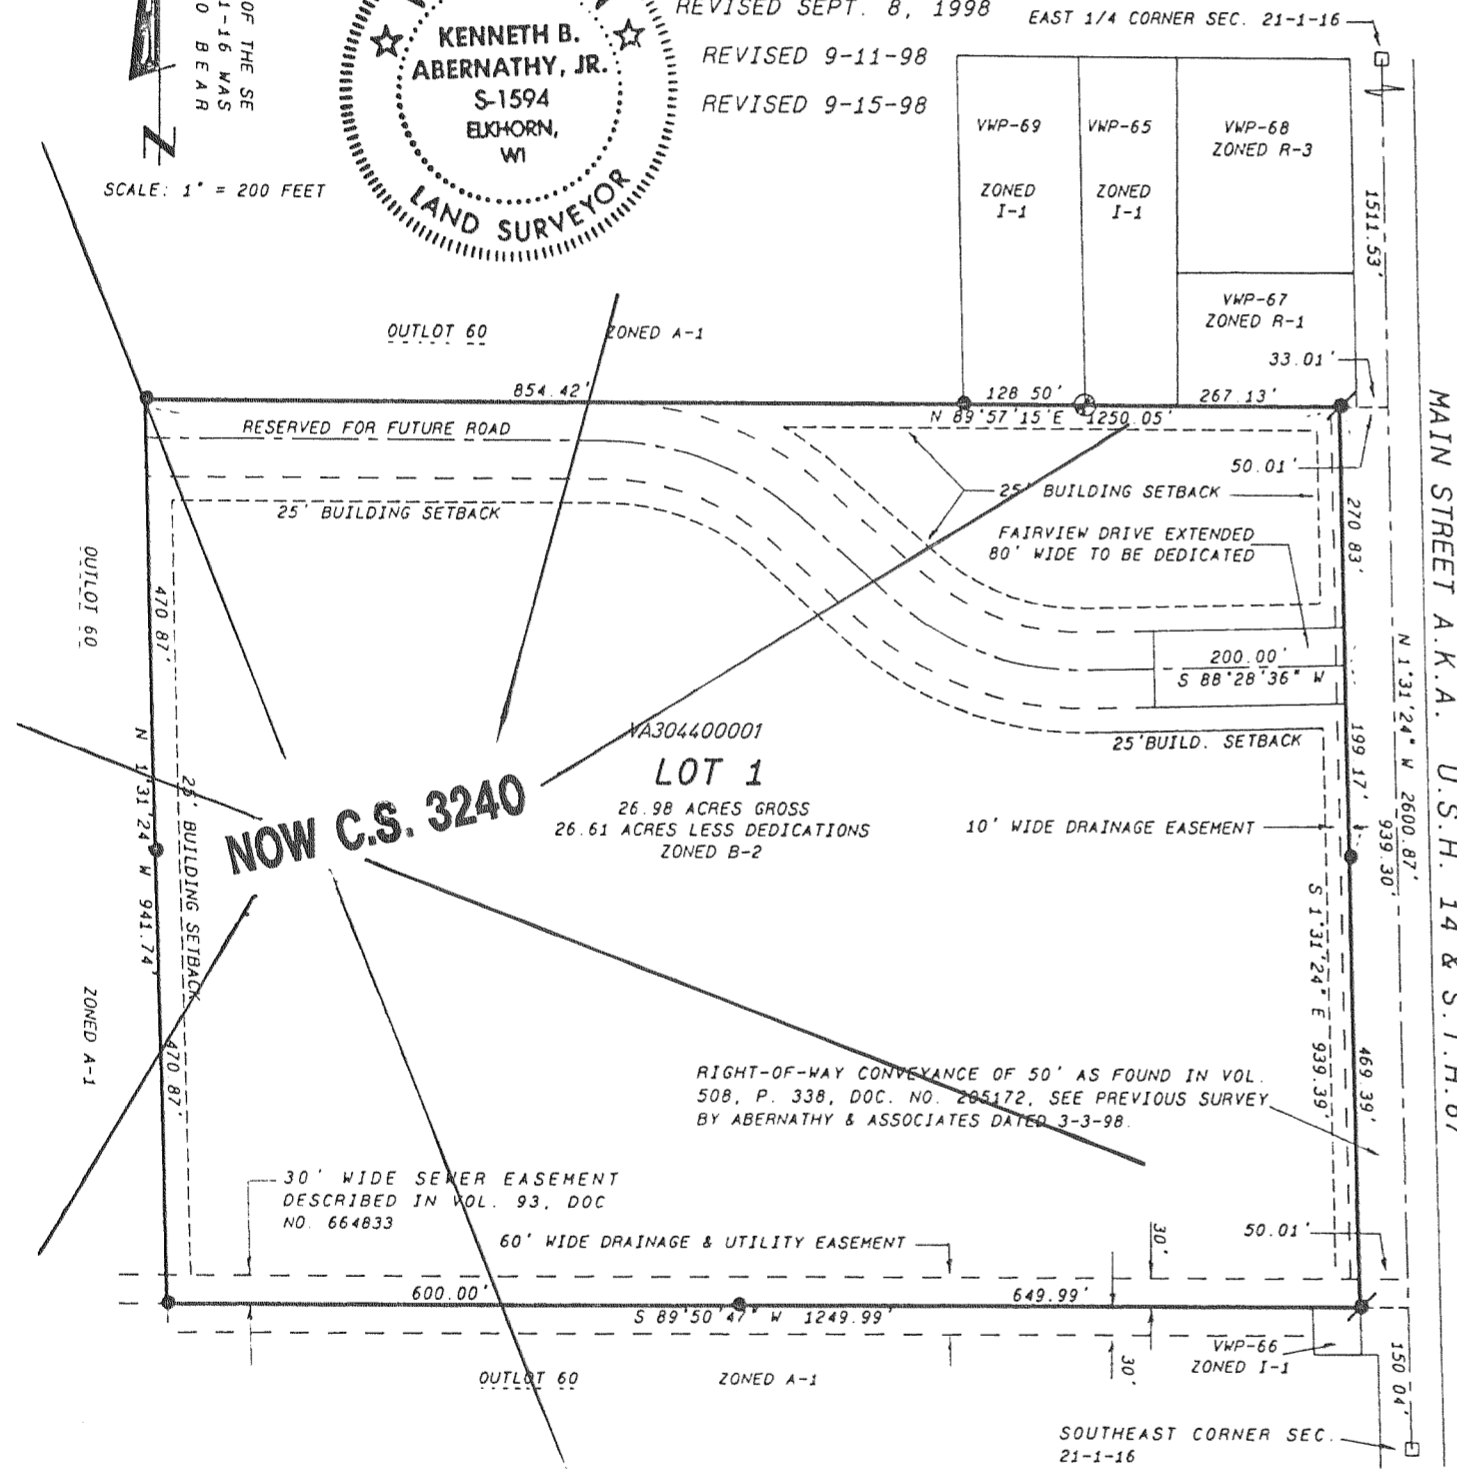 OF THE SE
1-16 WAS
O BEAR
N
SCALE: 1" = 200 FEET
KENNETH B.
ABERNATHY, JR.
S-1594
ELKHORN,
WI
LAND SURVEYOR
REVISED SEPT. 8, 1998
REVISED 9-11-98
REVISED 9-15-98
EAST 1/4 CORNER SEC. 21-1-16
VWP-69
ZONED
I-1
VWP-65
ZONED
I-1
VWP-68
ZONED R-3
VWP-67
ZONED R-1
1511.53'
33.01'
OUTLOT 60
ZONED A-1
854.42'
128.50'
267.13'
N 89°57'15"E 1250.05'
RESERVED FOR FUTURE ROAD
25' BUILDING SETBACK
50.01'
25' BUILDING SETBACK
FAIRVIEW DRIVE EXTENDED
80' WIDE TO BE DEDICATED
270.83'
200.00'
S 88°28'36" W
25'BUILD. SETBACK
199.17'
MAIN STREET A.K.A. U.S.H. 14 & S.T.H. 67
N 1°31'24" W 2600.87'
939.30'
OUTLOT 60
470.87'
N 1°31'24" W 941.74'
25' BUILDING SETBACK
470.87'
ZONED A-1
VA304400001
LOT 1
26.98 ACRES GROSS
26.61 ACRES LESS DEDICATIONS
ZONED B-2
NOW C.S. 3240
10' WIDE DRAINAGE EASEMENT
S 1°31'24" E 939.39'
469.39'
RIGHT-OF-WAY CONVEYANCE OF 50' AS FOUND IN VOL.
508, P. 338, DOC. NO. 205172, SEE PREVIOUS SURVEY
BY ABERNATHY & ASSOCIATES DATED 3-3-98.
30' WIDE SEWER EASEMENT
DESCRIBED IN VOL. 93, DOC
NO. 664833
60' WIDE DRAINAGE & UTILITY EASEMENT
30'
50.01'
600.00'
649.99'
S 89°50'47" W 1249.99'
VWP-66
ZONED I-1
30'
150.04'
OUTLOT 60
ZONED A-1
SOUTHEAST CORNER SEC.
21-1-16